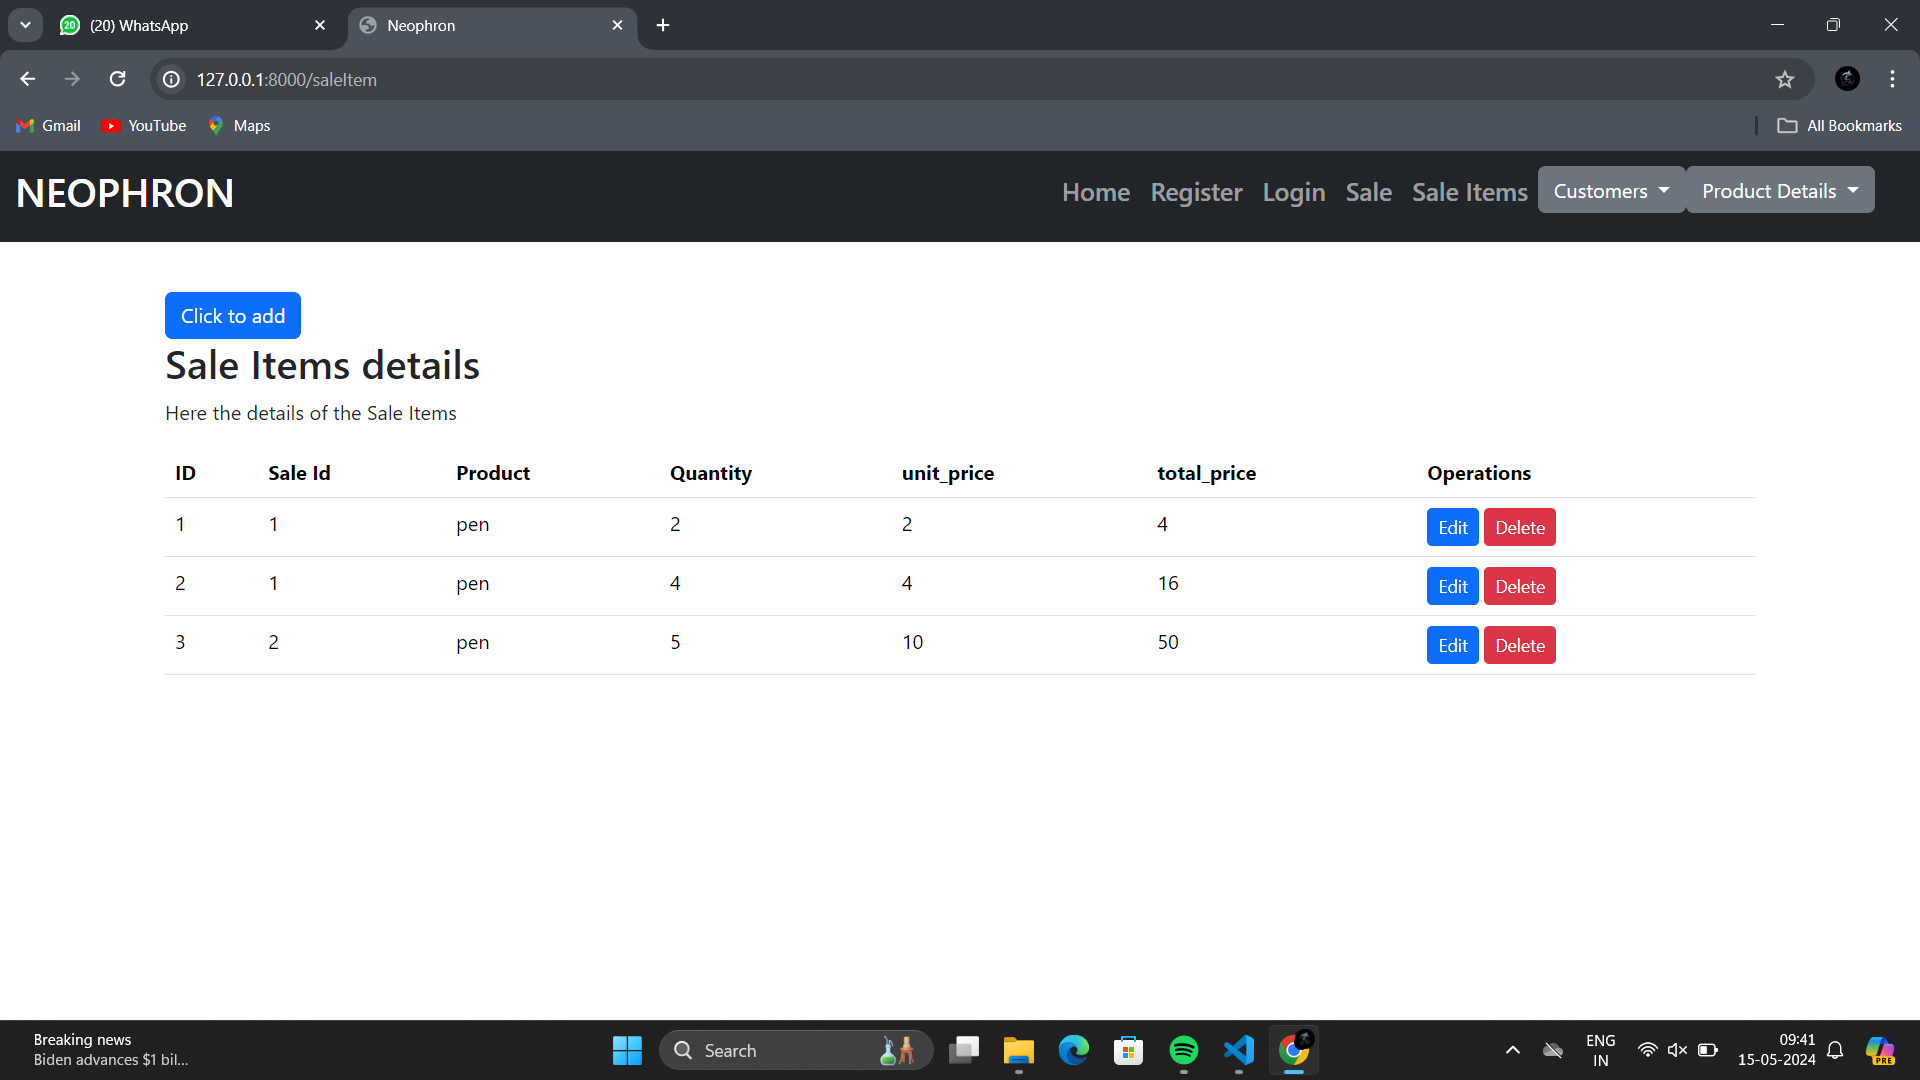 (20) WhatsApp
Neophron
127.0.0.1:8000/saleItem
Gmail YouTube Maps All Bookmarks
NEOPHRON Home Register Login Sale Sale Items Customers Product Details
Click to add
Sale Items details
Here the details of the Sale Items
ID Sale Id Product Quantity unit_price total_price Operations
1 1 pen 2 2 4 Edit Delete
2 1 pen 4 4 16 Edit Delete
3 2 pen 5 10 50 Edit Delete
Breaking news
Biden advances $1 bil...
Search
ENG
IN
09:41
15-05-2024
PRE